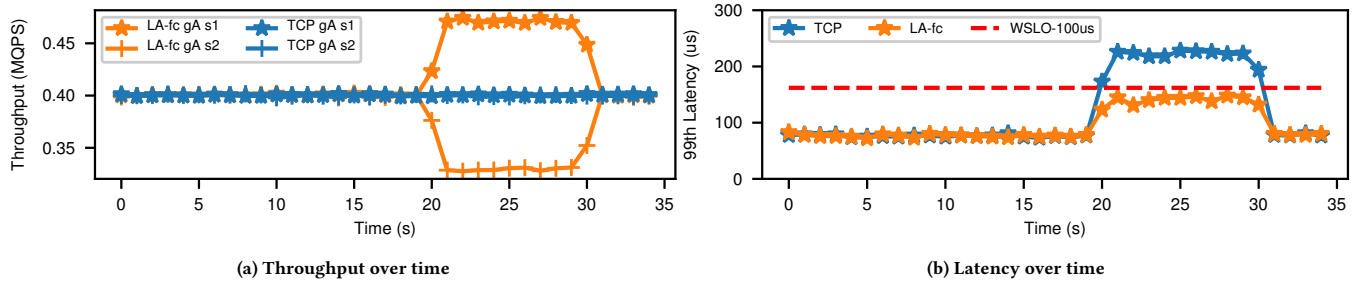 Throughput (MQPS)
0.45
0.40
0.35
LA-fc gA s1
LA-fc gA s2
TCP gA s1
TCP gA s2
0 5 10 15 20 25 30 35
Time (s)
(a) Throughput over time
99th Latency (us)
300
200
100
0
TCP LA-fc WSLO-100us
0 5 10 15 20 25 30 35
Time (s)
(b) Latency over time